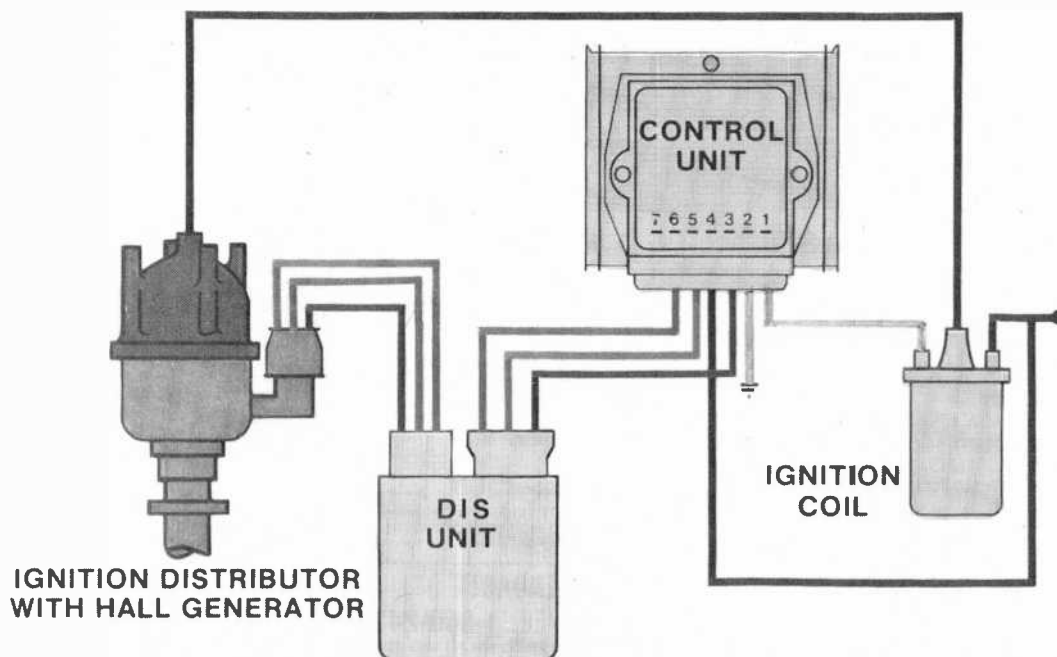 CONTROL
UNIT
7 6 5 4 3 2 1
DIS
UNIT
IGNITION
COIL
IGNITION DISTRIBUTOR
WITH HALL GENERATOR